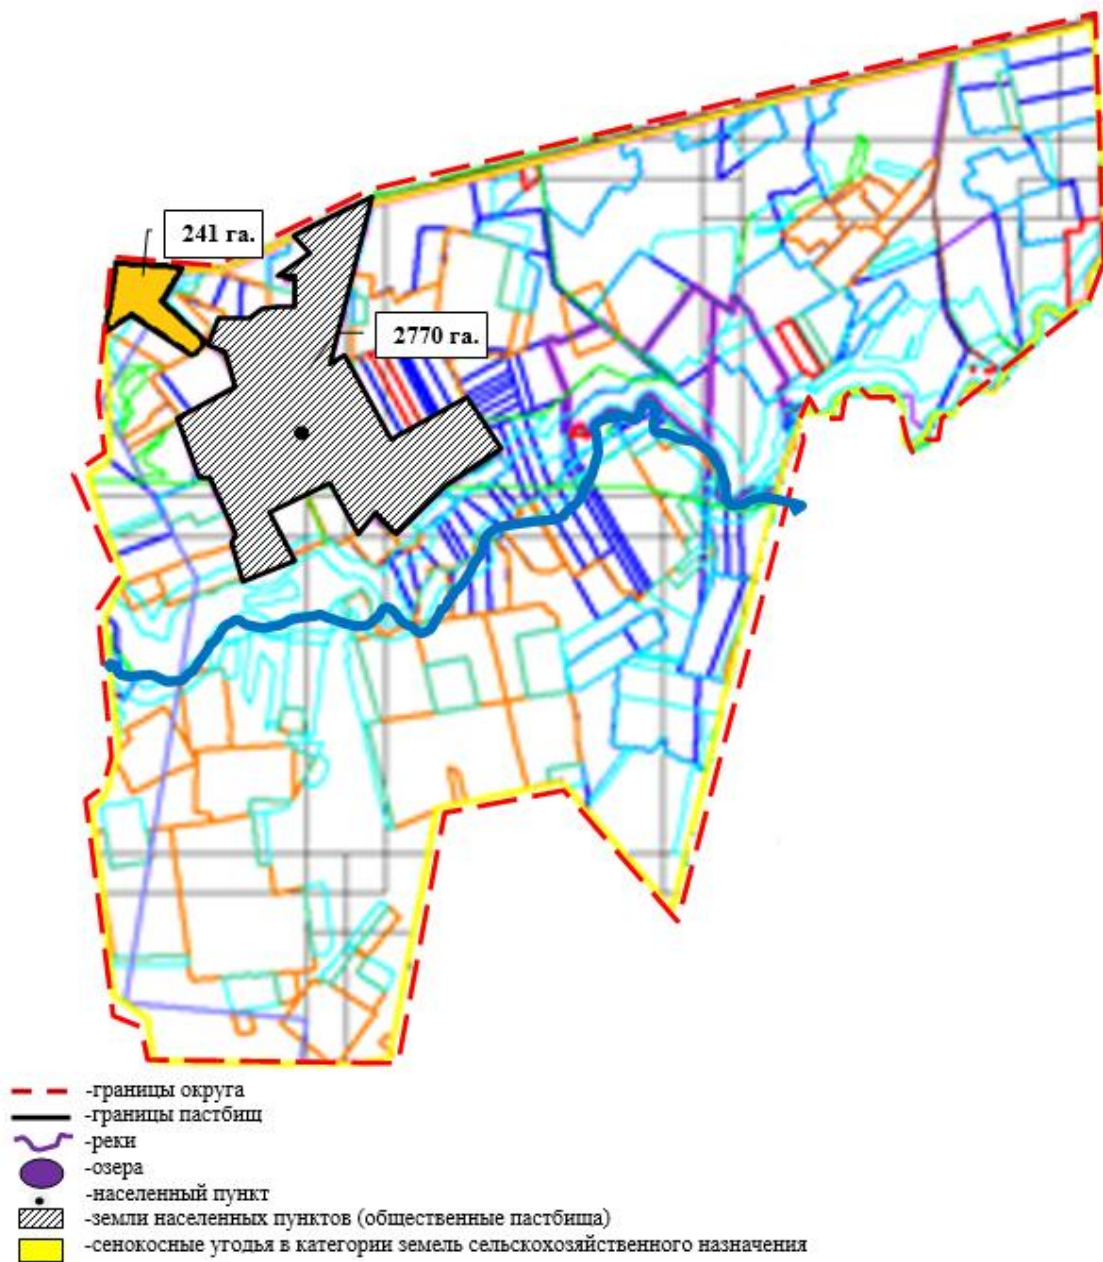 241 га.
2770 га.
-границы округа
-границы пастбищ
-реки
-озера
-населенный пункт
-земли населенных пунктов (общественные пастбища)
-сенокосные угодья в категории земель сельскохозяйственного назначения